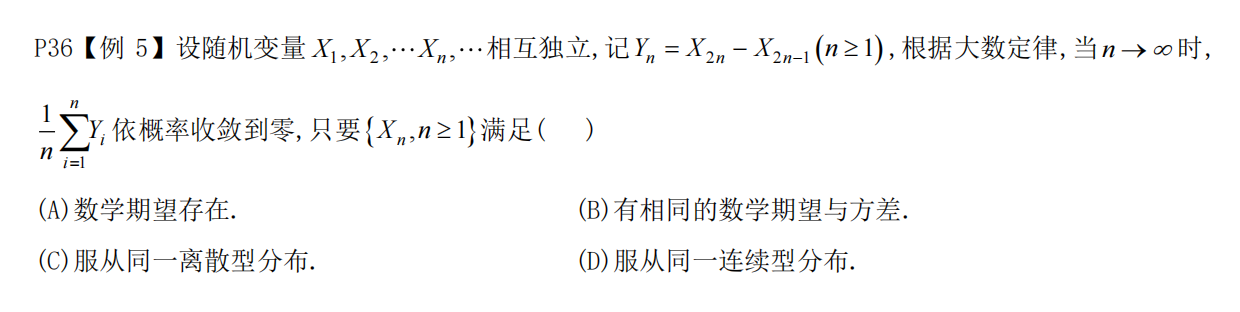 P36【例 5】设随机变量 $X_1,X_2,\cdots X_n,\cdots$ 相互独立,记 $Y_n = X_{2n} - X_{2n-1}(n \geq 1)$,根据大数定律,当 $n \to \infty$ 时,
$\frac{1}{n}\sum_{i=1}^{n} Y_i$ 依概率收敛到零,只要 $\{X_n, n \geq 1\}$ 满足( )
(A)数学期望存在. (B)有相同的数学期望与方差.
(C)服从同一离散型分布. (D)服从同一连续型分布.